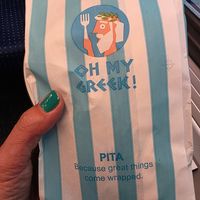 OH MY
GREEK!
PITA
Because great things
come wrapped.